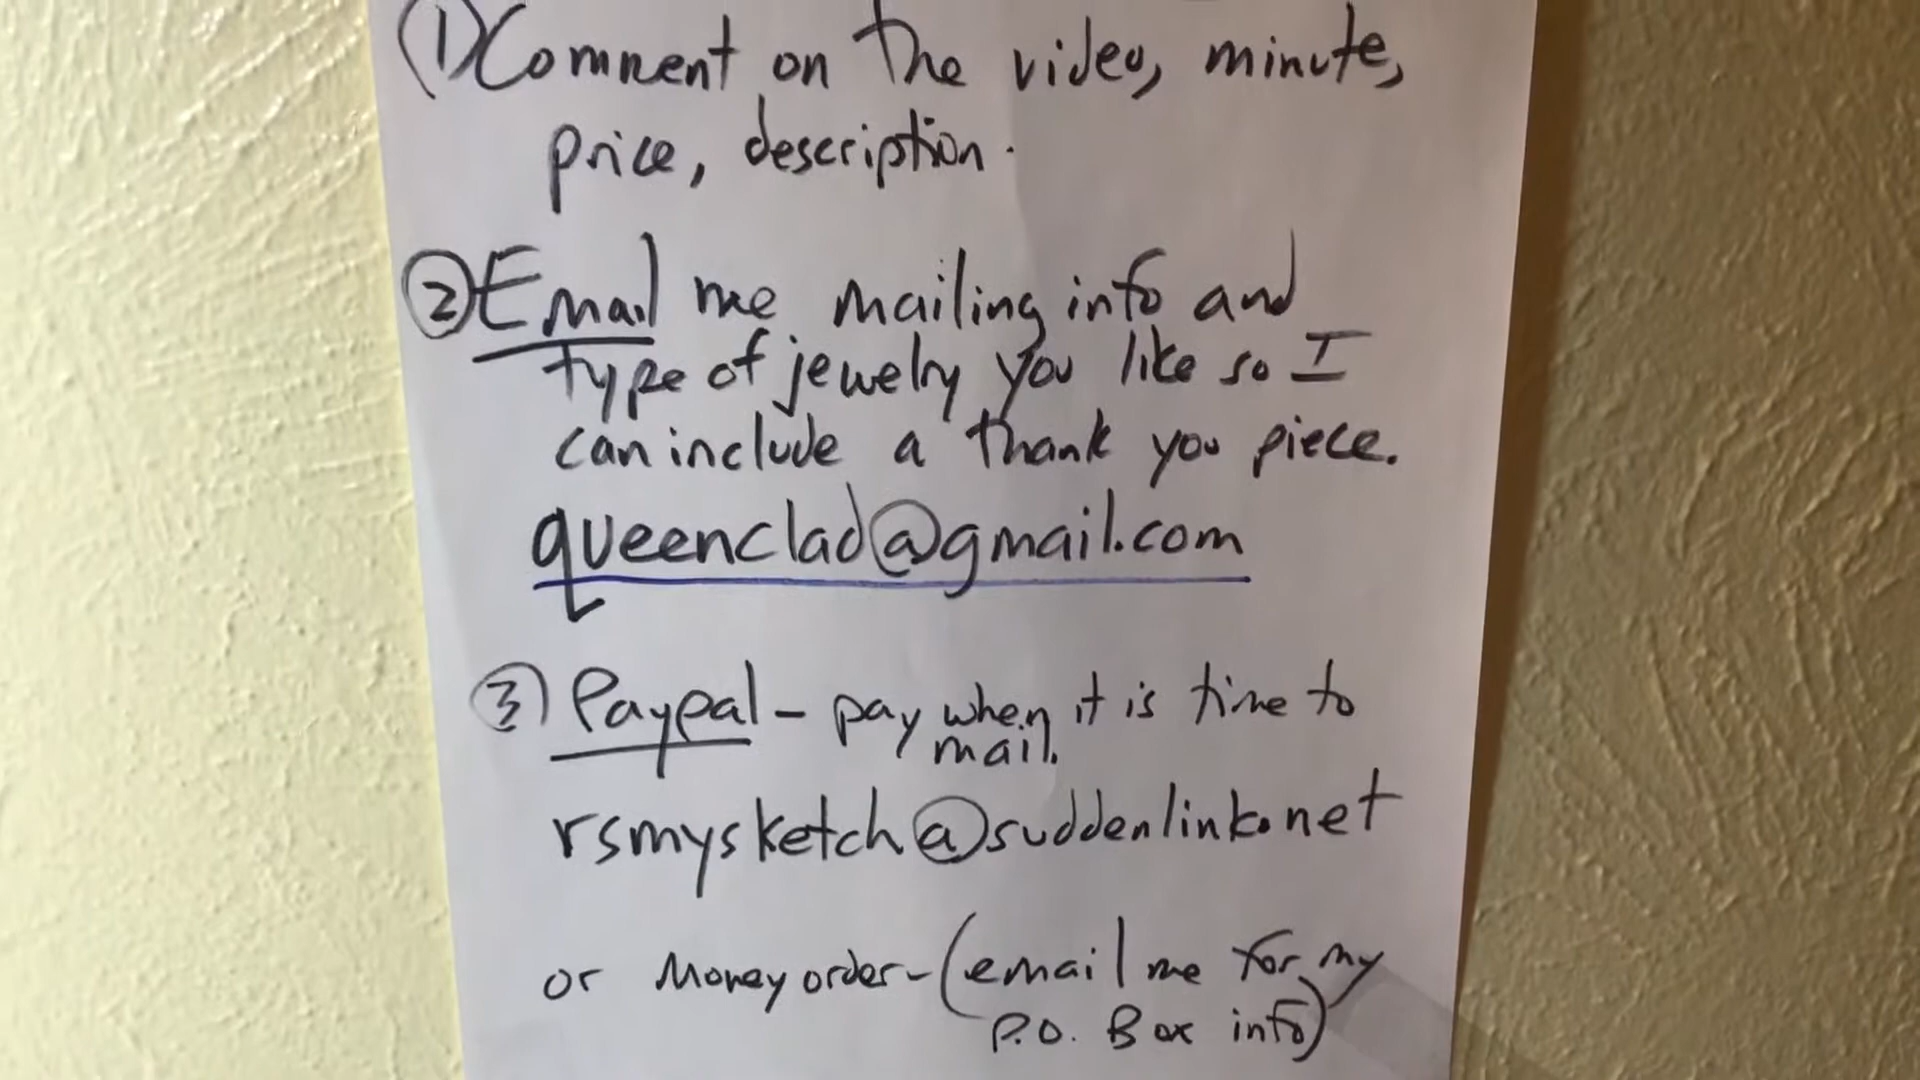 ① Comment on the video, minute,
price, description.
② Email me mailing info and
type of jewelry you like so I
can include a thank you piece.
queenclad@gmail.com
③ Paypal - pay when it is time to
mail.
rsmysketch@suddenlink.net
or Money order - (email me for my
P.O. Box info)